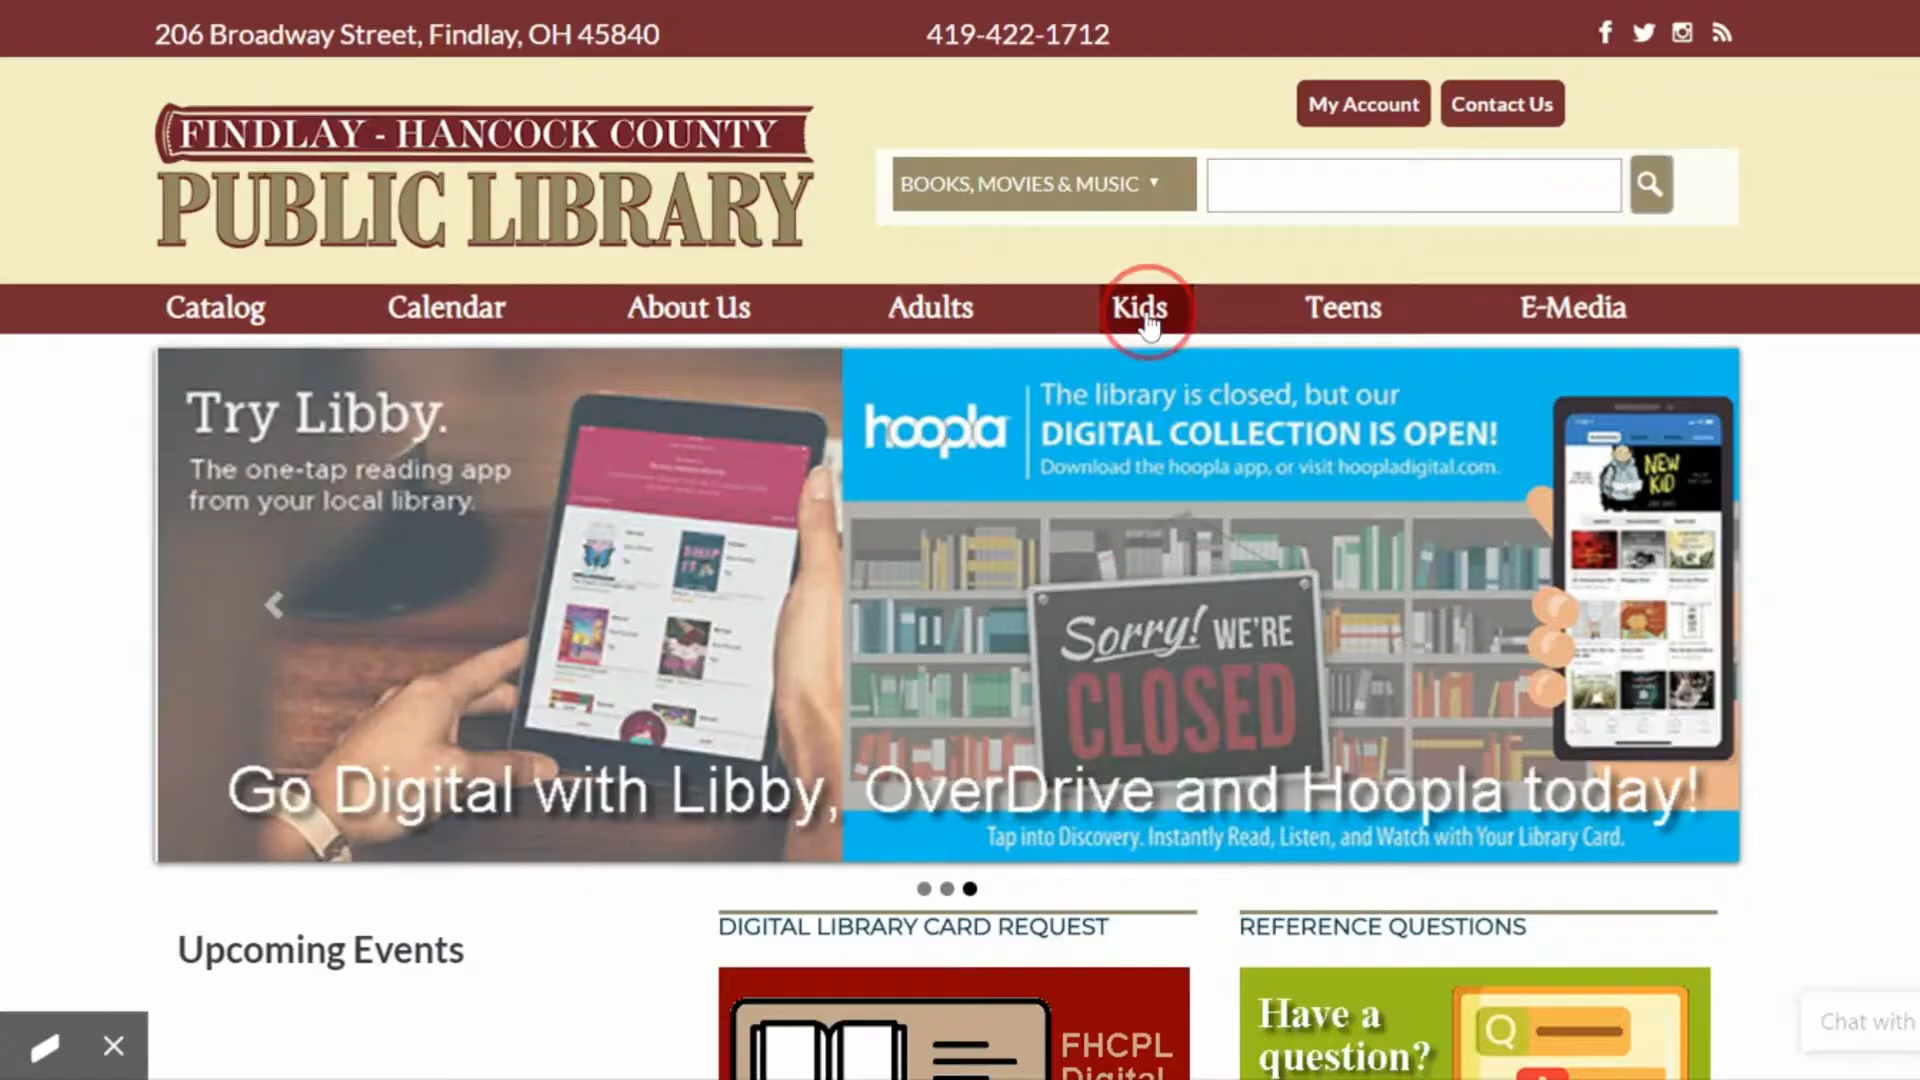 206 Broadway Street, Findlay, OH 45840
419-422-1712
My Account
Contact Us
FINDLAY - HANCOCK COUNTY
PUBLIC LIBRARY
BOOKS, MOVIES & MUSIC
Catalog
Calendar
About Us
Adults
Kids
Teens
E-Media
Try Libby.
The one-tap reading app
from your local library.
hoopla
The library is closed, but our
DIGITAL COLLECTION IS OPEN!
Download the hoopla app, or visit hoopladigital.com.
NEW
KID
Sorry! WE'RE
CLOSED
Go Digital with Libby, OverDrive and Hoopla today!
Tap into Discovery. Instantly Read, Listen, and Watch with Your Library Card.
Upcoming Events
DIGITAL LIBRARY CARD REQUEST
REFERENCE QUESTIONS
FHCPL
Digital
Have a
question?
Q
Chat with